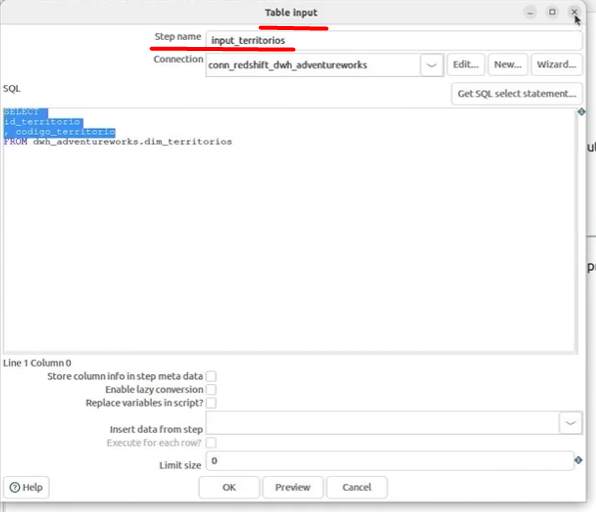 Table input
Step name input_territorios
Connection conn_redshift_dwh_adventureworks Edit... New... Wizard...
SQL Get SQL select statement...
SELECT
id_territorio
, codigo_territorio
FROM dwh_adventureworks.dim_territorios
Line 1 Column 0
Store column info in step meta data
Enable lazy conversion
Replace variables in script?
Insert data from step
Execute for each row?
Limit size 0
Help OK Preview Cancel